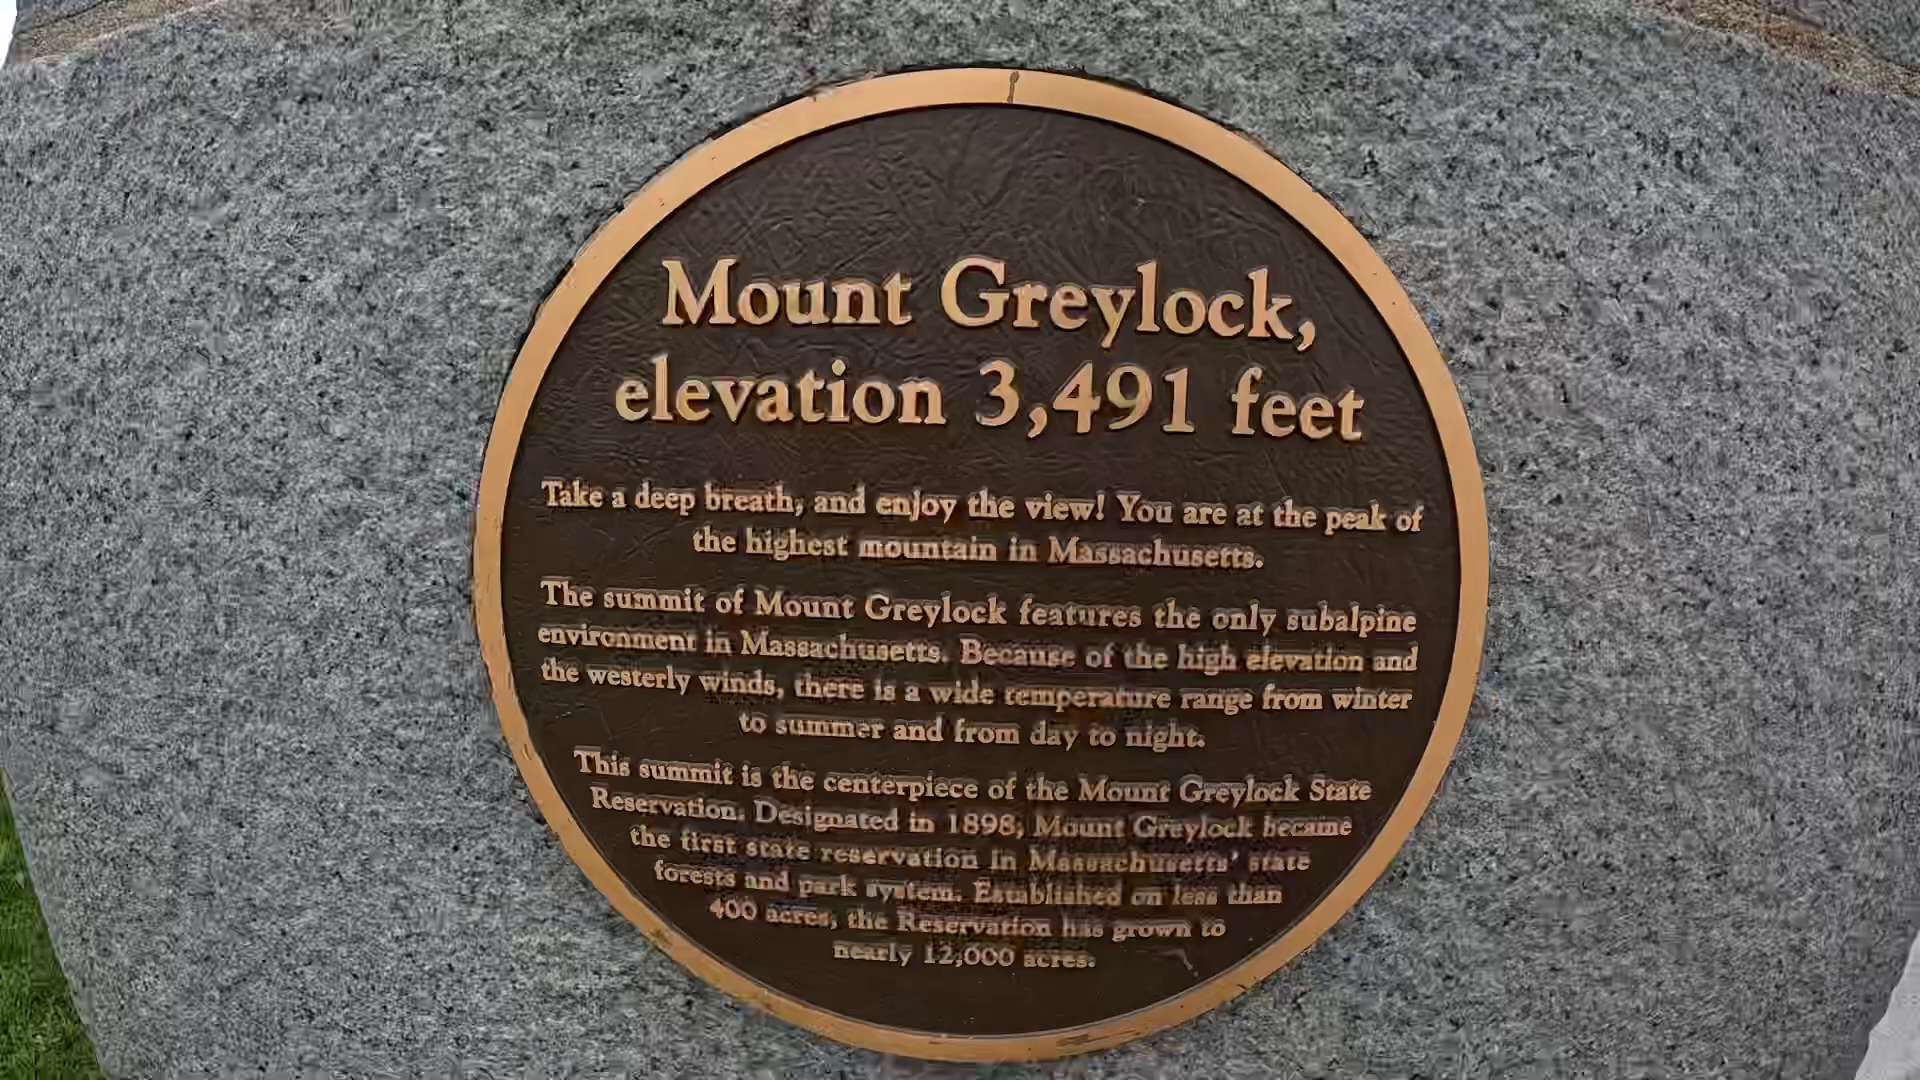 Mount Greylock,
elevation 3,491 feet
Take a deep breath, and enjoy the view! You are at the peak of
the highest mountain in Massachusetts.
The summit of Mount Greylock features the only subalpine
environment in Massachusetts. Because of the high elevation and
the westerly winds, there is a wide temperature range from winter
to summer and from day to night.
This summit is the centerpiece of the Mount Greylock State
Reservation. Designated in 1898, Mount Greylock became
the first state reservation in Massachusetts' state
forests and park system. Established on less than
400 acres, the Reservation has grown to
nearly 12,000 acres.